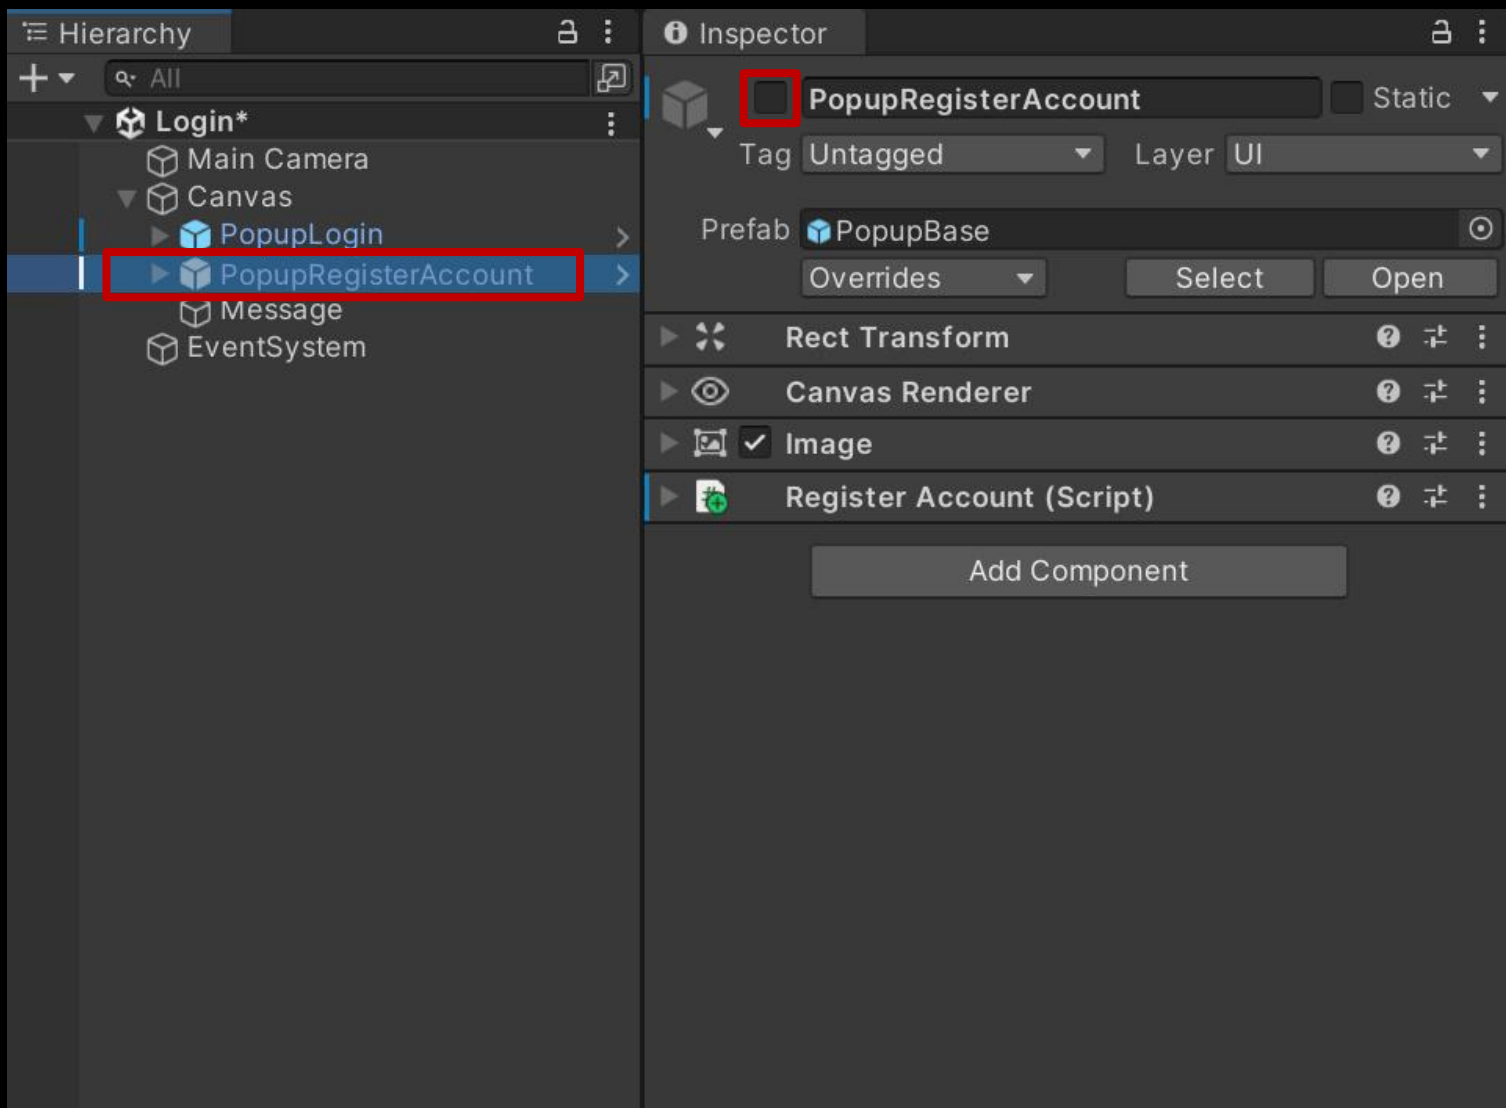 Hierarchy
All
Login*
Main Camera
Canvas
PopupLogin
PopupRegisterAccount
Message
EventSystem
Inspector
PopupRegisterAccount Static
Tag Untagged Layer UI
Prefab PopupBase
Overrides Select Open
Rect Transform
Canvas Renderer
Image
Register Account (Script)
Add Component